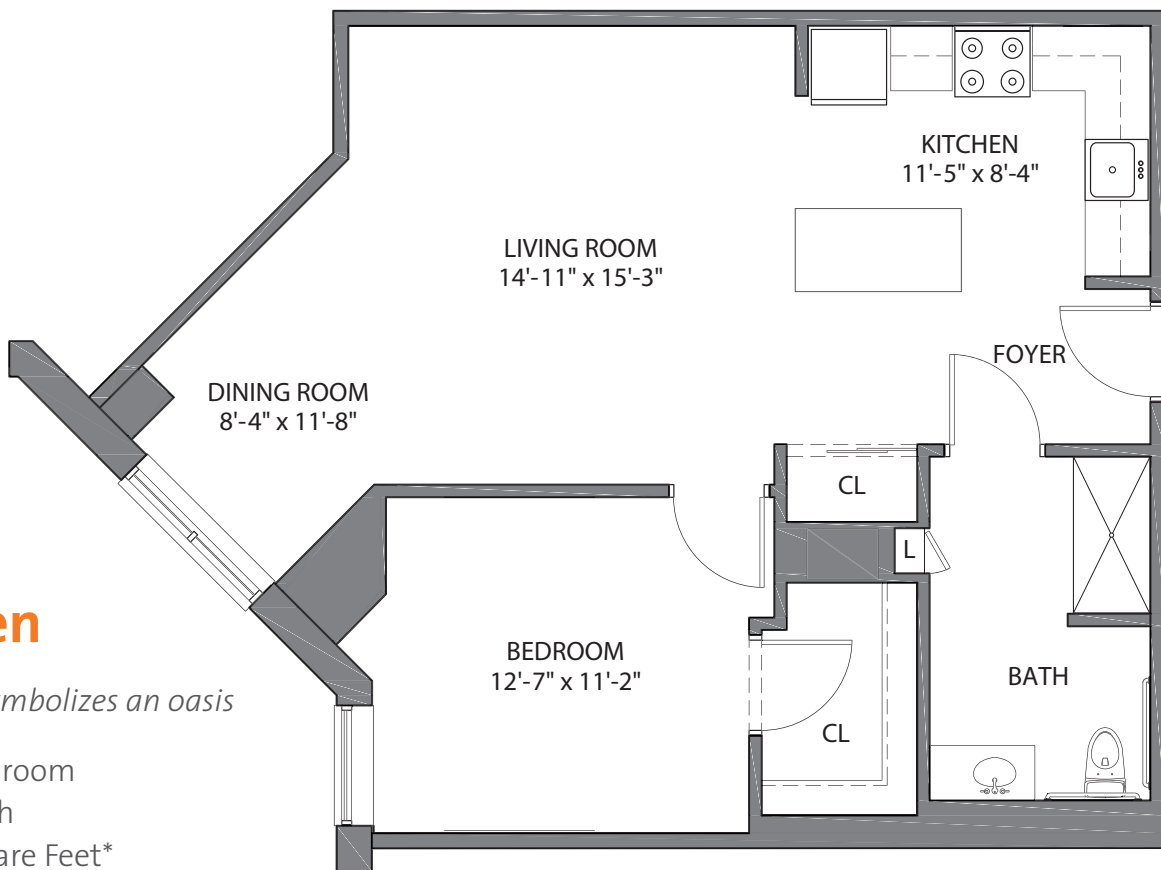 KITCHEN
11'-5" x 8'-4"
LIVING ROOM
14'-11" x 15'-3"
FOYER
DINING ROOM
8'-4" x 11'-8"
CL
L
BEDROOM
12'-7" x 11'-2"
BATH
CL
en
mbolizes an oasis
room
h
are Feet*